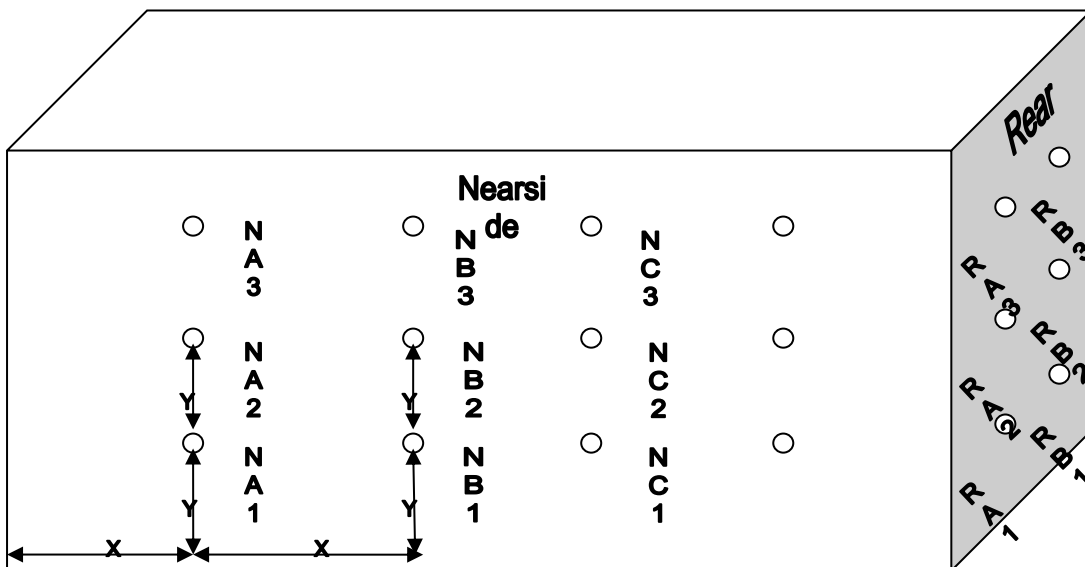 Rear
Nearsi
de
NA3
NB3
NC3
RA3
RB3
NA2
NB2
NC2
RA2
RB2
Y
Y
NA1
NB1
NC1
RA1
RB1
Y
Y
X
X